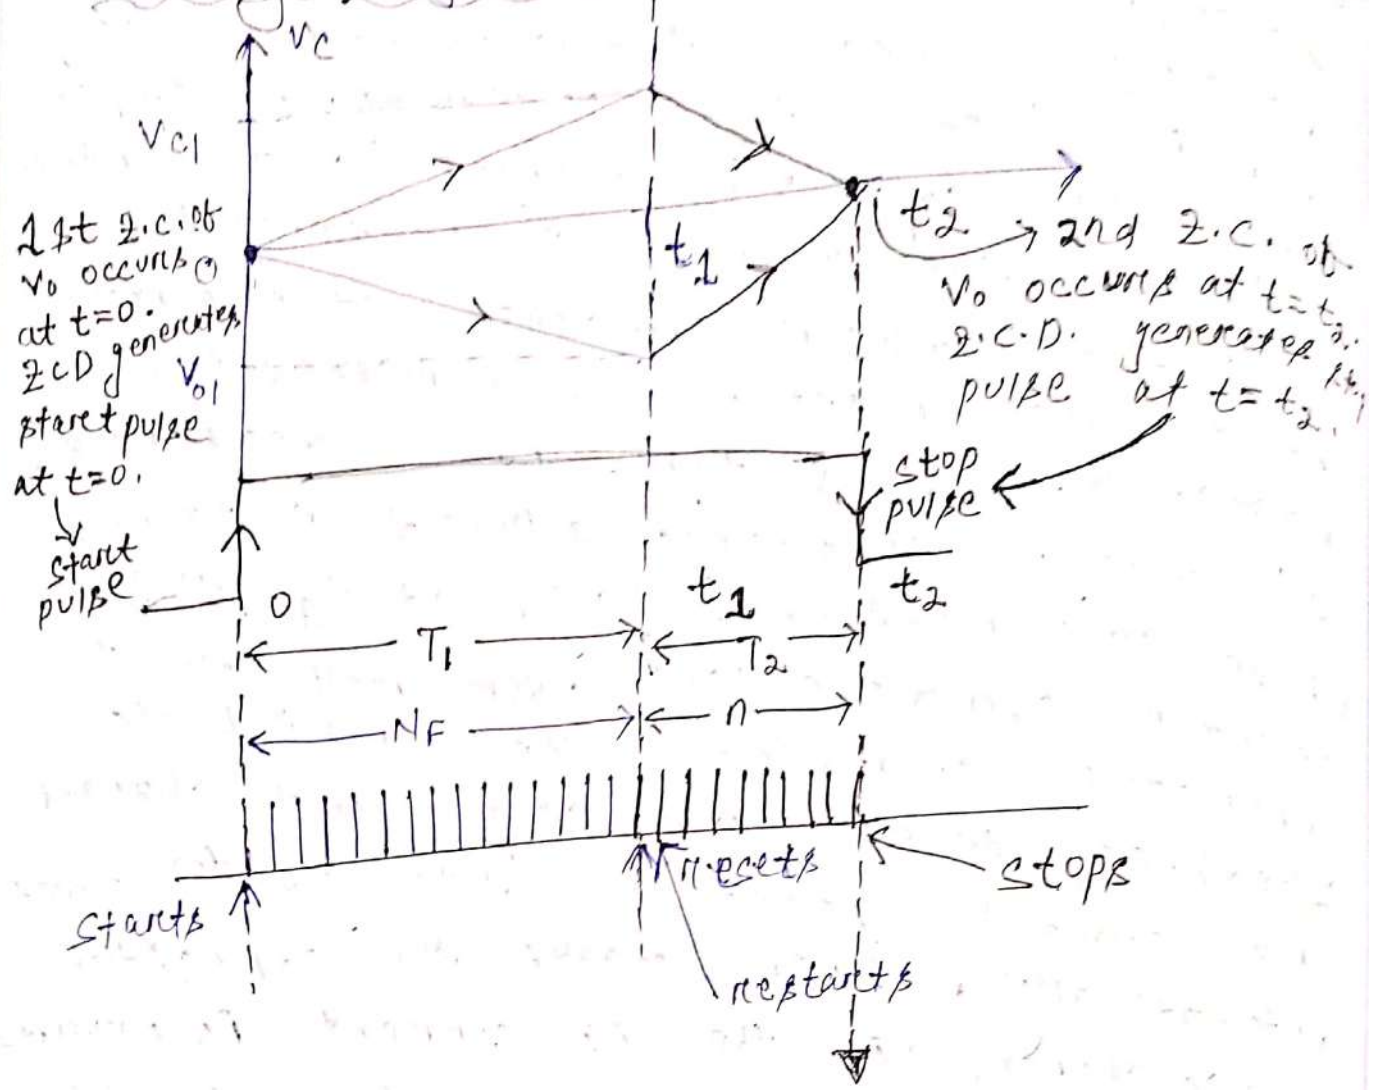 Vc
Vc1
1st z.c. of
Vo occurs
at t=0.
ZCD generates
start pulse
at t=0.
0
Vo1
t1
t2
2nd z.c. of
Vo occurs at t=t2.
Z.C.D. generates
pulse at t=t2.
start
pulse
stop
pulse
0
t1
t2
T1
T2
NF
n
starts
resets
restarts
stops